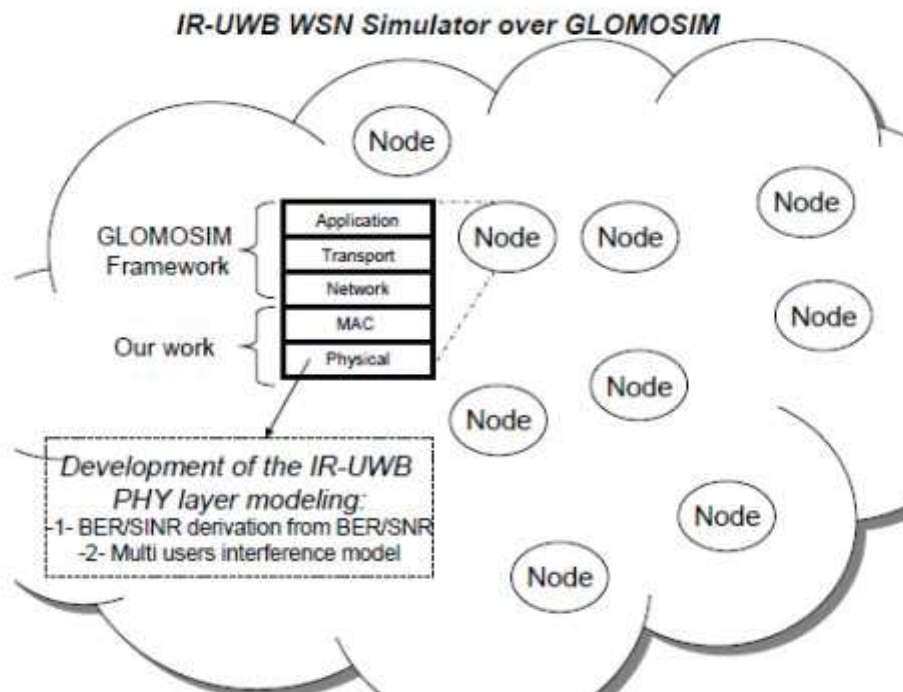 IR-UWB WSN Simulator over GLOMOSIM
Node
Node
GLOMOSIM
Framework
Application
Transport
Network
Node
Node
Our work
MAC
Physical
Node
Node
Node
Development of the IR-UWB
PHY layer modeling:
-1- BER/SINR derivation from BER/SNR
-2- Multi users interference model
Node
Node